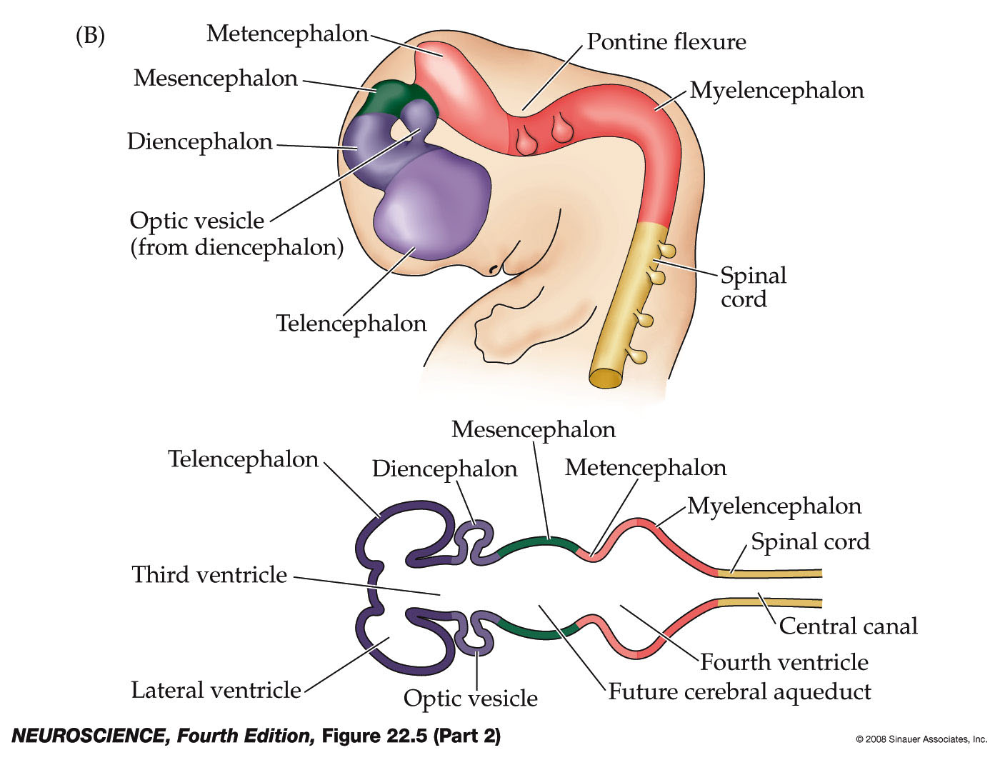 (B)
Metencephalon
Pontine flexure
Mesencephalon
Myelencephalon
Diencephalon
Optic vesicle
(from diencephalon)
Spinal
cord
Telencephalon
Mesencephalon
Telencephalon
Diencephalon
Metencephalon
Myelencephalon
Spinal cord
Third ventricle
Central canal
Fourth ventricle
Lateral ventricle
Optic vesicle
Future cerebral aqueduct
NEUROSCIENCE, Fourth Edition, Figure 22.5 (Part 2)
© 2008 Sinauer Associates, Inc.